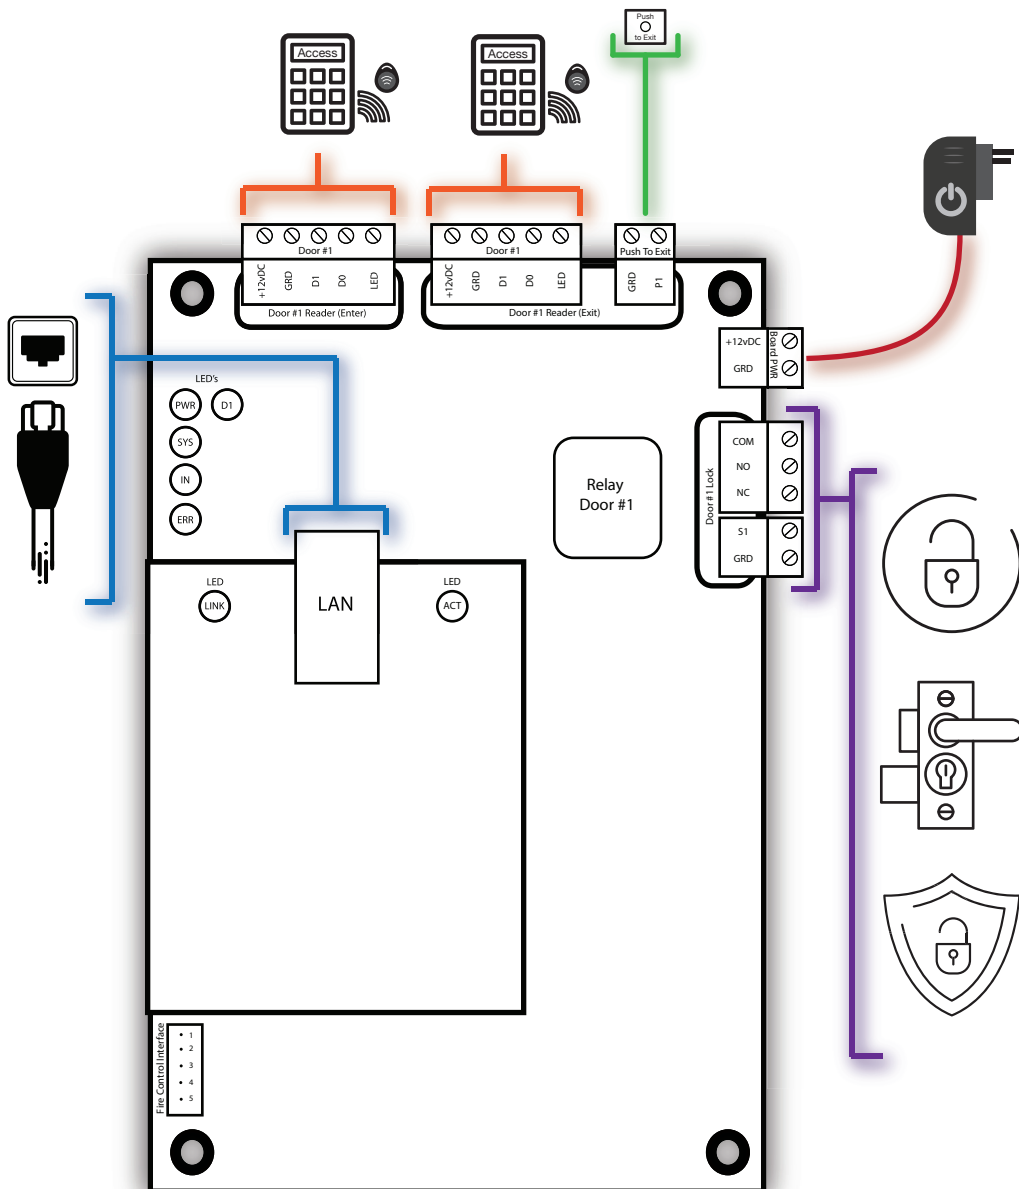 Push
to Exit
Access
Access
Door #1
+12vDC
GRD
D1
D0
LED
Door #1 Reader (Enter)
Door #1
+12vDC
GRD
D1
D0
LED
Door #1 Reader (Exit)
Push To Exit
GRD
P1
+12vDC
GRD
Board PWR
LED's
PWR
D1
SYS
IN
ERR
Relay
Door #1
Door #1 Lock
COM
NO
NC
S1
GRD
LED
LINK
LAN
LED
ACT
Fire Control Interface
1
2
3
4
5